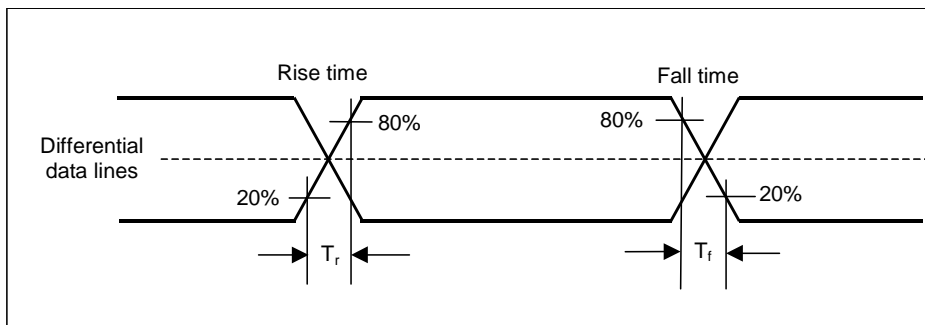 Rise time
Fall time
80%
80%
Differential
data lines
20%
20%
Tr
Tf